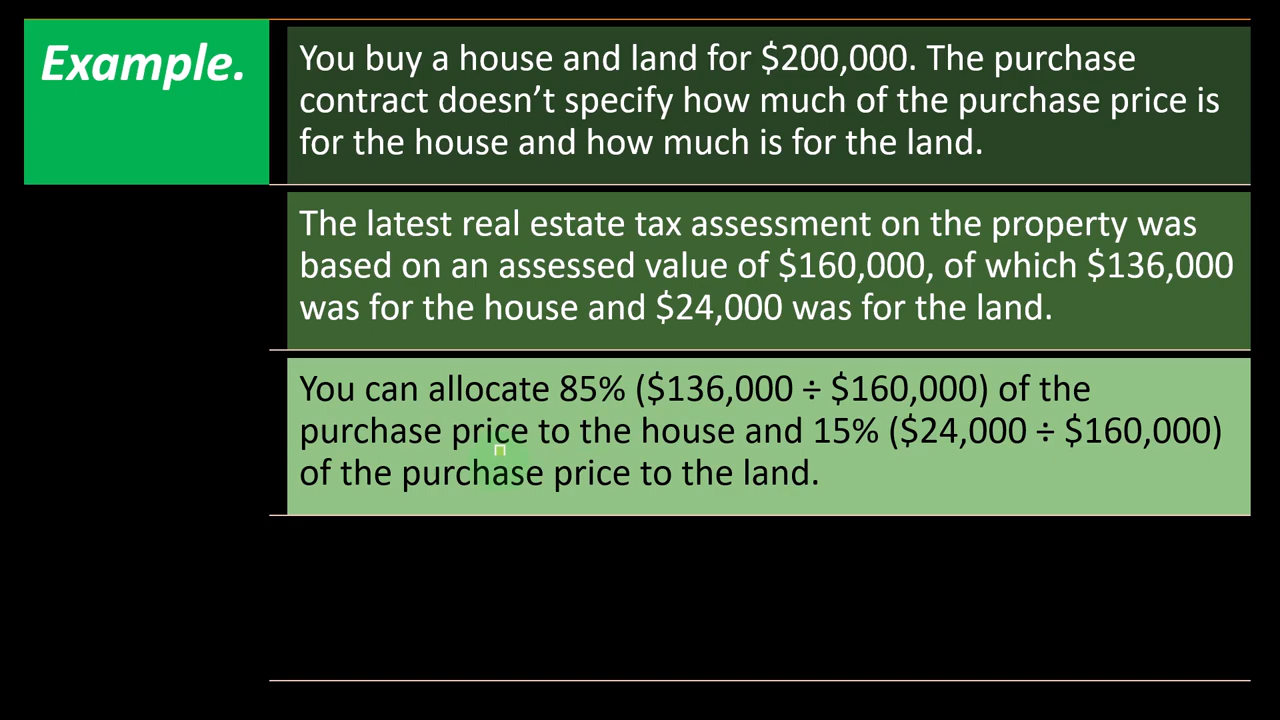 Example.
You buy a house and land for $200,000. The purchase
contract doesn’t specify how much of the purchase price is
for the house and how much is for the land.
The latest real estate tax assessment on the property was
based on an assessed value of $160,000, of which $136,000
was for the house and $24,000 was for the land.
You can allocate 85% ($136,000 ÷ $160,000) of the
purchase price to the house and 15% ($24,000 ÷ $160,000)
of the purchase price to the land.